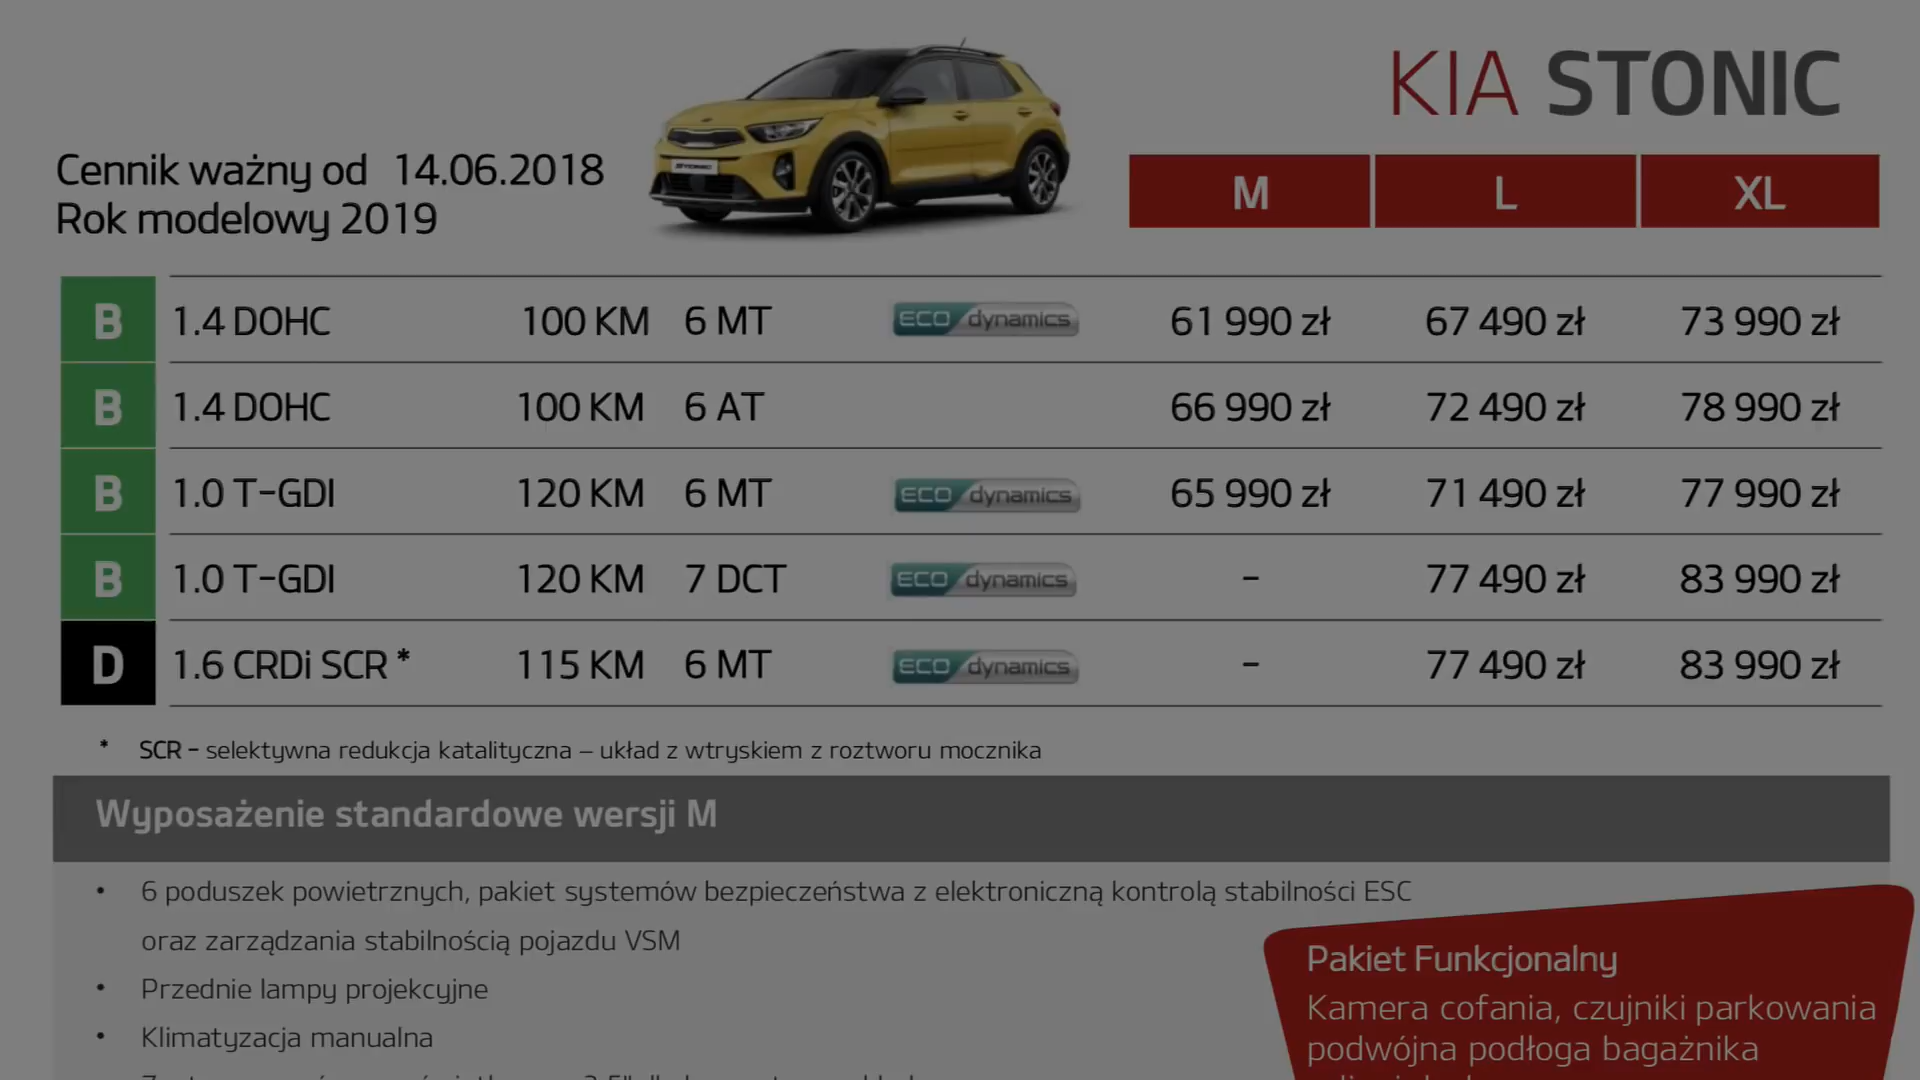 KIA STONIC
Cennik ważny od 14.06.2018
Rok modelowy 2019
STONIC
M L XL
B 1.4 DOHC 100 KM 6 MT ECO dynamics 61 990 zł 67 490 zł 73 990 zł
B 1.4 DOHC 100 KM 6 AT 66 990 zł 72 490 zł 78 990 zł
B 1.0 T-GDI 120 KM 6 MT ECO dynamics 65 990 zł 71 490 zł 77 990 zł
B 1.0 T-GDI 120 KM 7 DCT ECO dynamics - 77 490 zł 83 990 zł
D 1.6 CRDi SCR * 115 KM 6 MT ECO dynamics - 77 490 zł 83 990 zł
* SCR - selektywna redukcja katalityczna – układ z wtryskiem z roztworu mocznika
Wyposażenie standardowe wersji M
• 6 poduszek powietrznych, pakiet systemów bezpieczeństwa z elektroniczną kontrolą stabilności ESC
oraz zarządzania stabilnością pojazdu VSM
• Przednie lampy projekcyjne
• Klimatyzacja manualna
Pakiet Funkcjonalny
Kamera cofania, czujniki parkowania
podwójna podłoga bagażnika